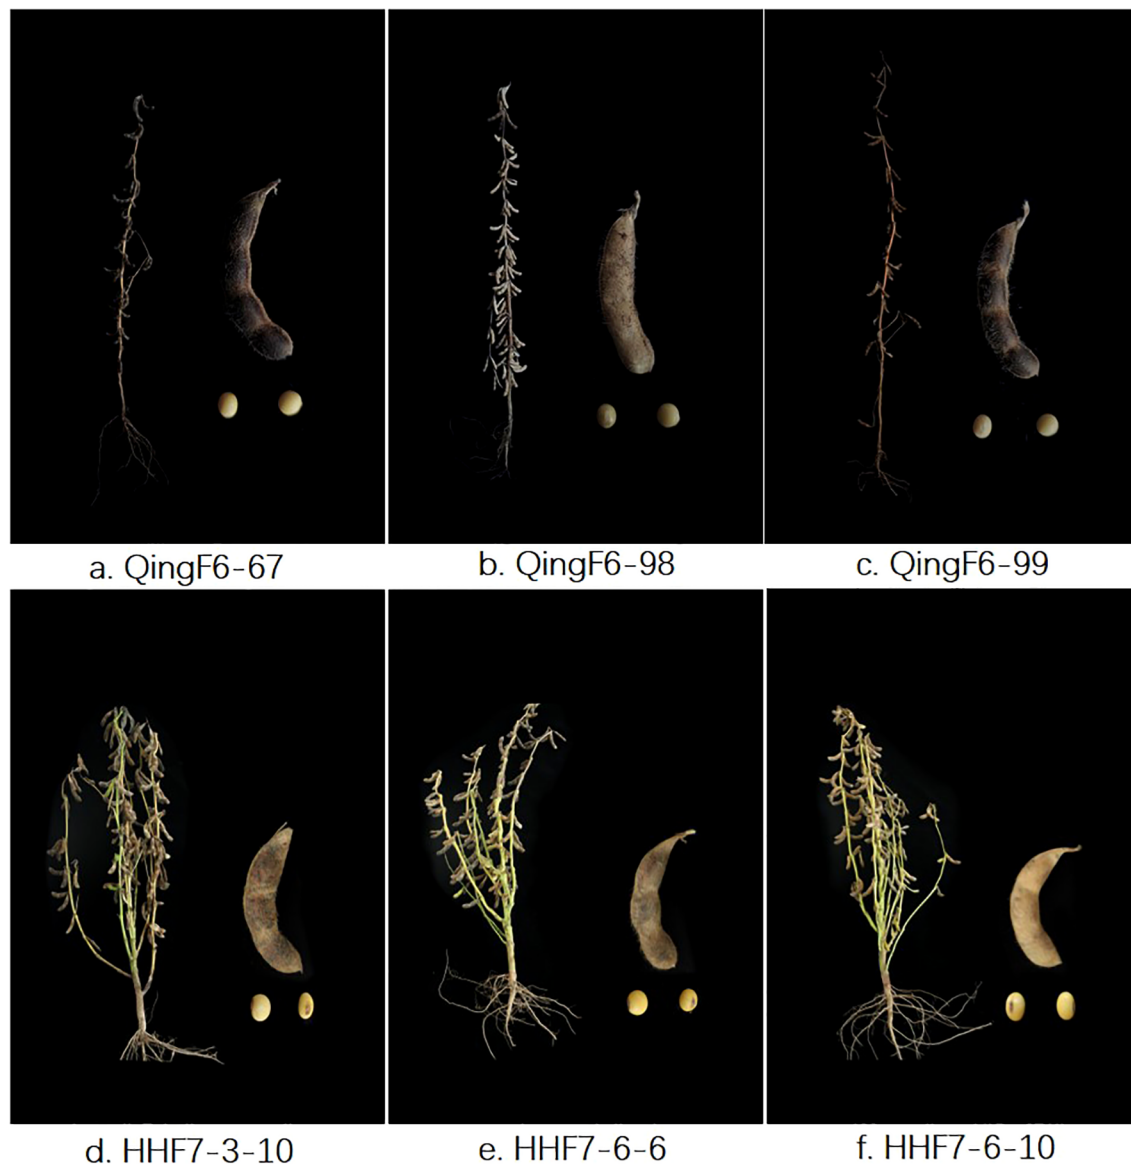 a. QingF6-67
b. QingF6-98
c. QingF6-99
d. HHF7-3-10
e. HHF7-6-6
f. HHF7-6-10